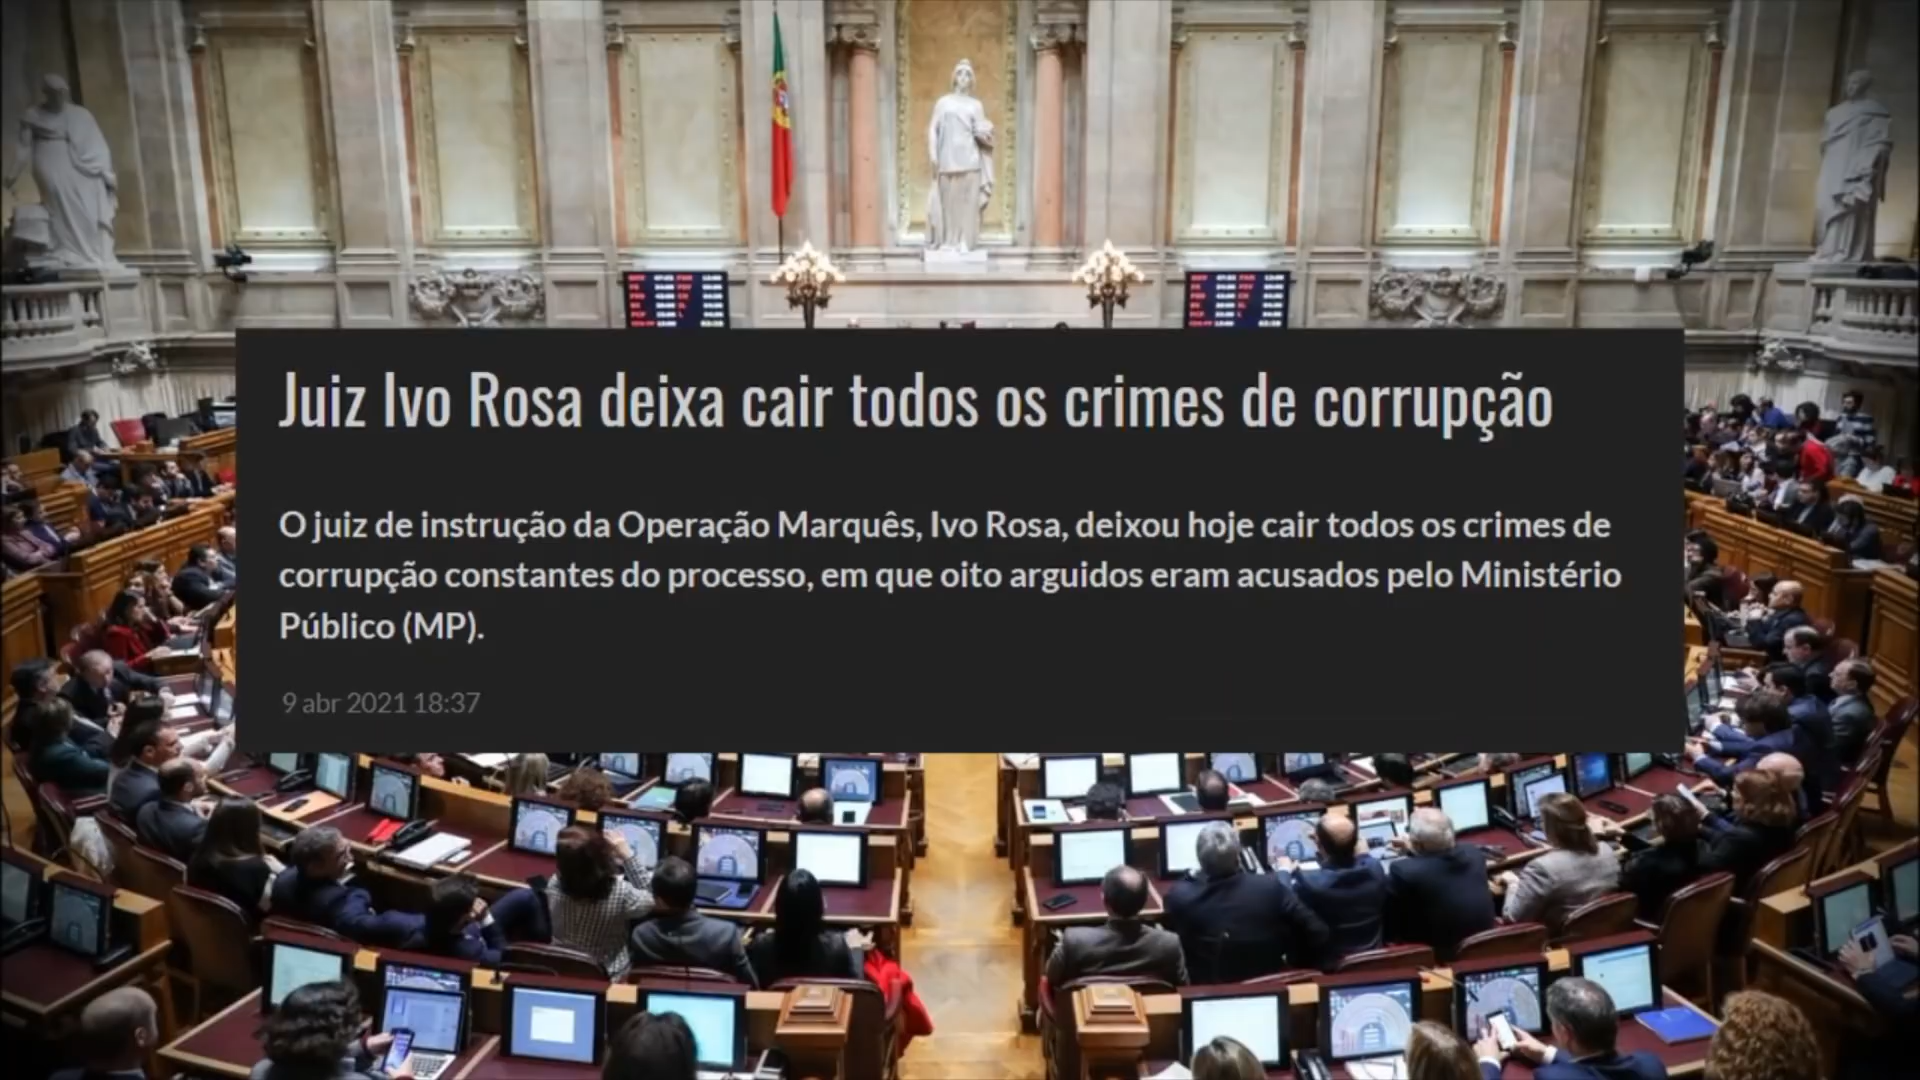 Juiz Ivo Rosa deixa cair todos os crimes de corrupção
O juiz de instrução da Operação Marquês, Ivo Rosa, deixou hoje cair todos os crimes de
corrupção constantes do processo, em que oito arguidos eram acusados pelo Ministério
Público (MP).
9 abr 2021 18:37